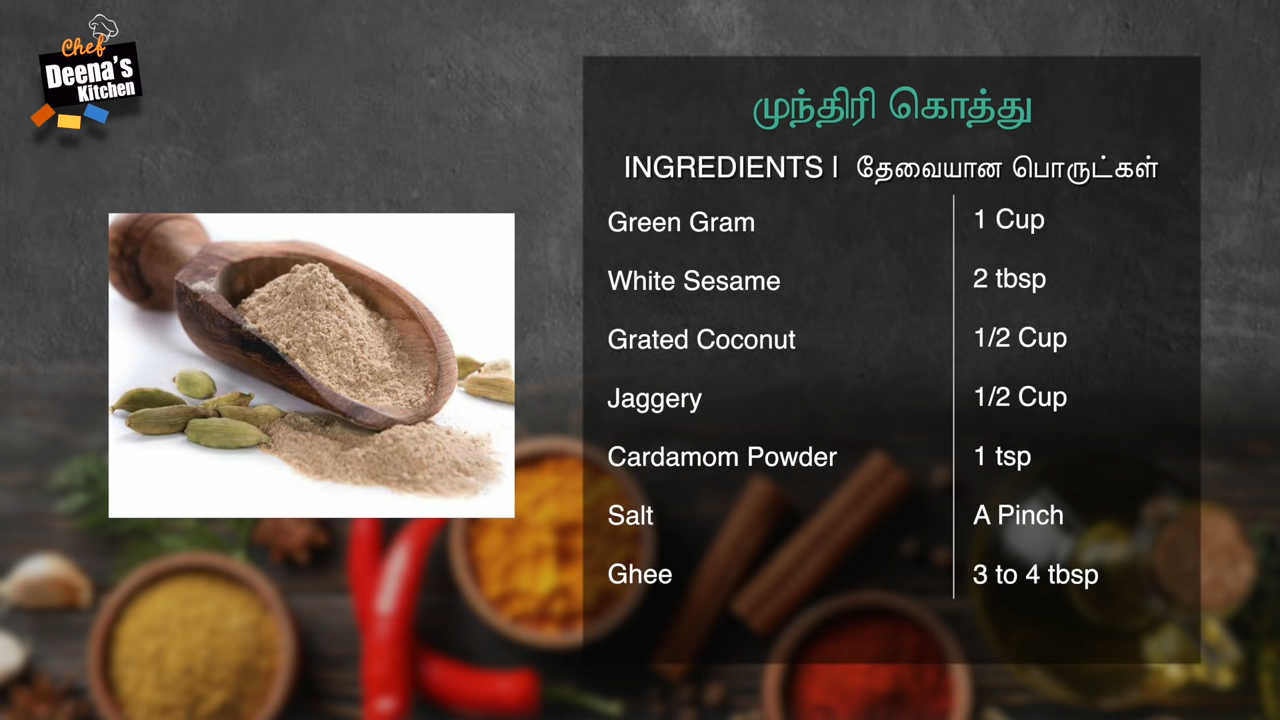 Chef
Deena's
Kitchen
முந்திரி கொத்து
INGREDIENTS | தேவையான பொருட்கள்
Green Gram 1 Cup
White Sesame 2 tbsp
Grated Coconut 1/2 Cup
Jaggery 1/2 Cup
Cardamom Powder 1 tsp
Salt A Pinch
Ghee 3 to 4 tbsp